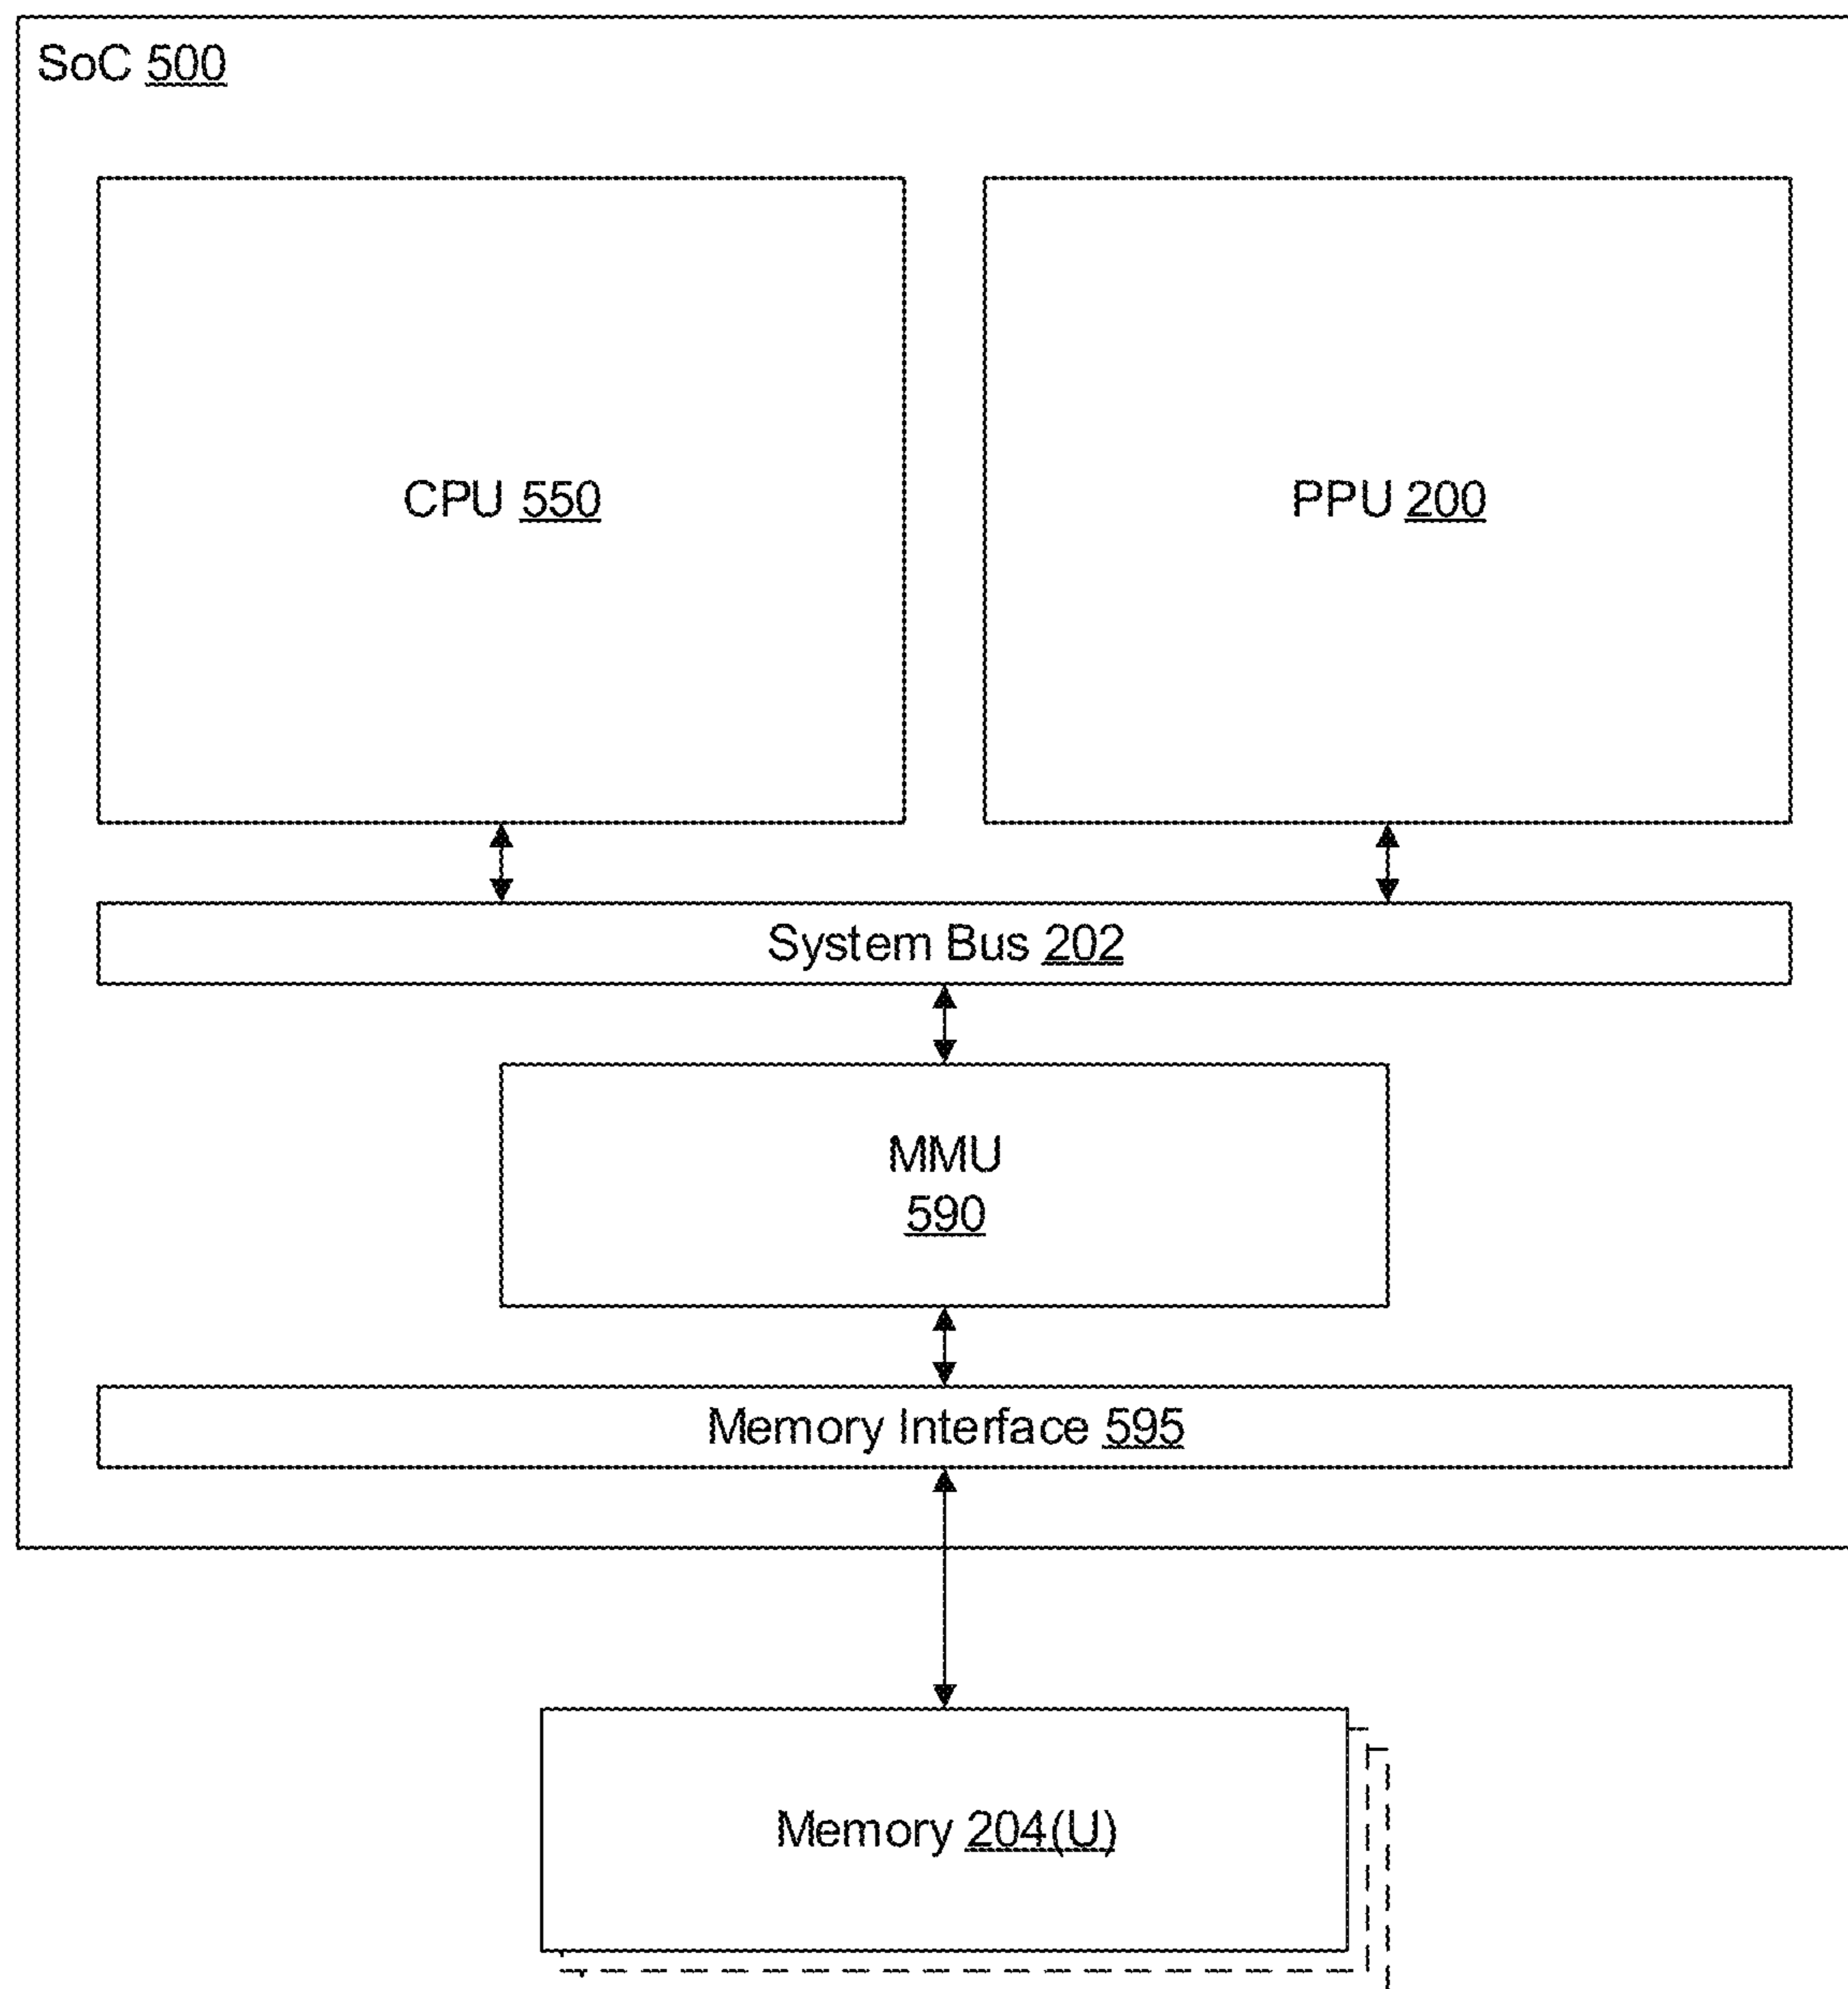 SoC 500
CPU 550
PPU 200
System Bus 202
MMU
590
Memory Interface 595
Memory 204(U)